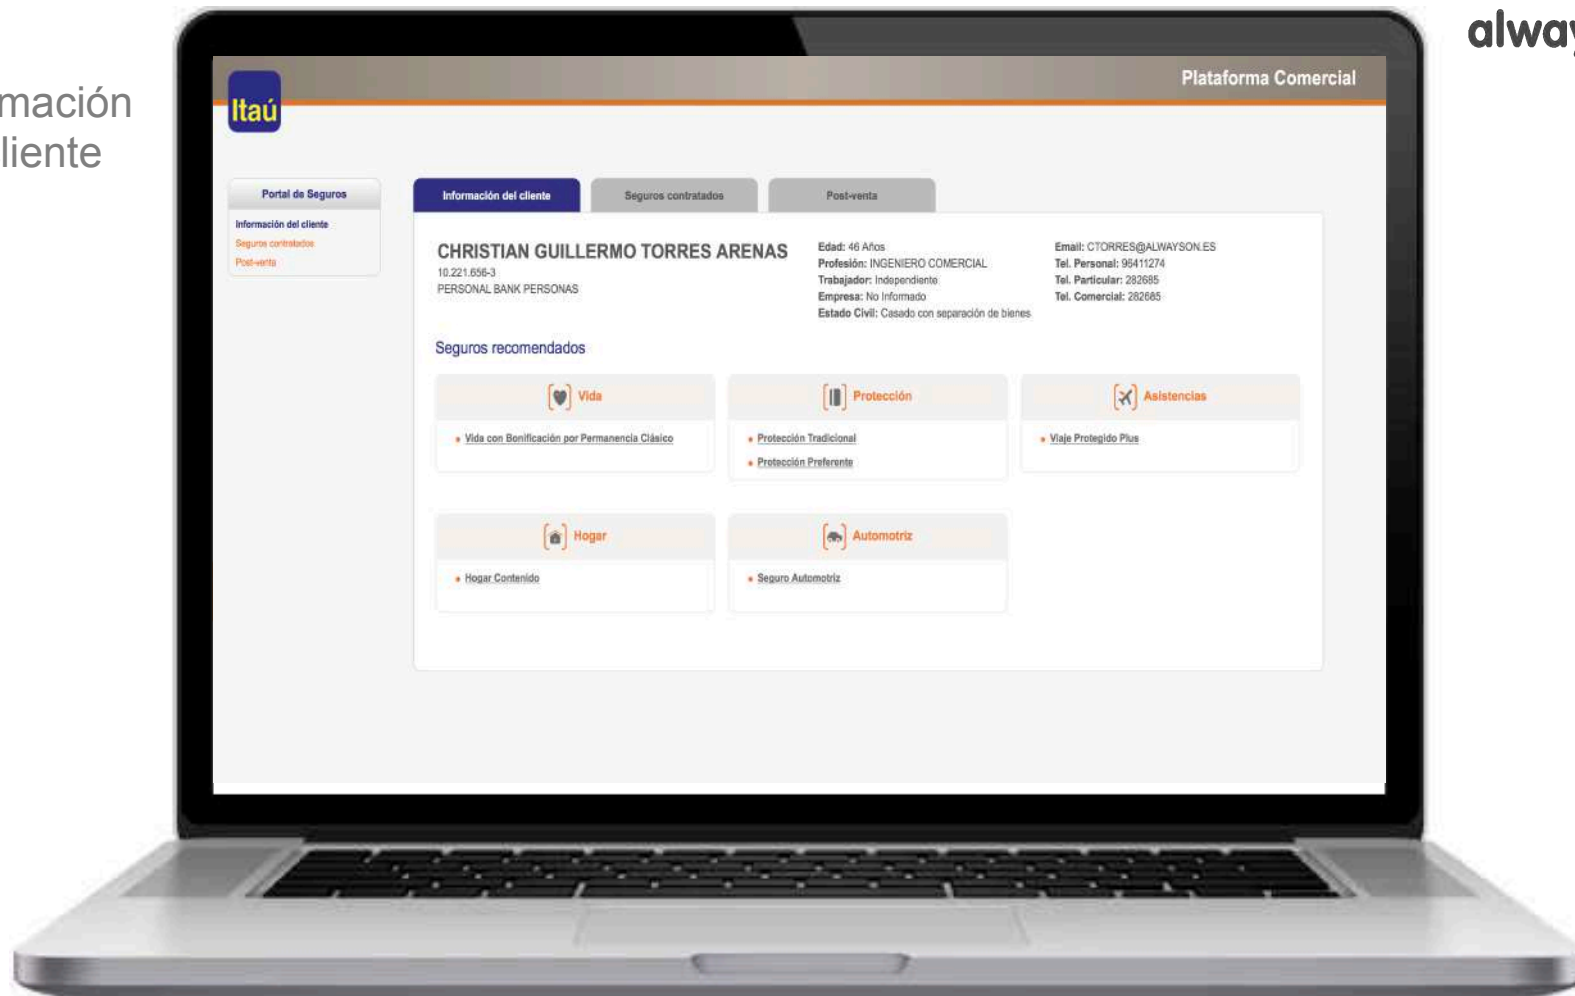 mación
liente
alway
Itaú
Plataforma Comercial
Portal de Seguros
Información del cliente
Seguros contratados
Post-venta
Información del cliente
Seguros contratados
Post-venta
CHRISTIAN GUILLERMO TORRES ARENAS
10.221.656-3
PERSONAL BANK PERSONAS
Edad: 46 Años
Profesión: INGENIERO COMERCIAL
Trabajador: Independiente
Empresa: No Informado
Estado Civil: Casado con separación de bienes
Email: CTORRES@ALWAYSON.ES
Tel. Personal: 96411274
Tel. Particular: 282685
Tel. Comercial: 282685
Seguros recomendados
Vida
Vida con Bonificación por Permanencia Clásico
Protección
Protección Tradicional
Protección Preferente
Asistencias
Viaje Protegido Plus
Hogar
Hogar Contenido
Automotriz
Seguro Automotriz